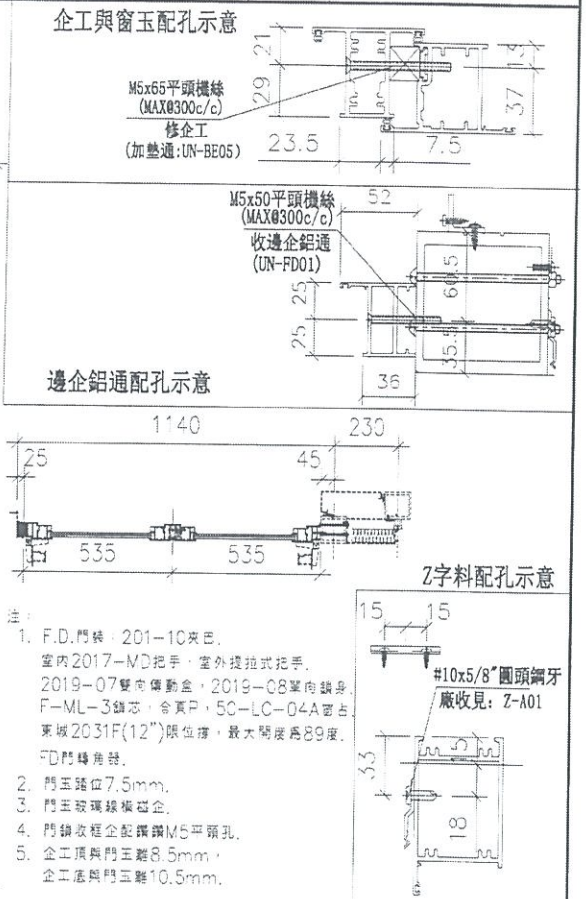 企工與窗玉配孔示意
21
29
M5x65平頭機絲
(MAX@300c/c)
修企工
(加墊通:UN-BE05)
23.5
7.5
13
37
M5x50平頭機絲
(MAX@300c/c)
收邊企鋁通
(UN-FD01)
52
60.5
25
25
35.5
36
邊企鋁通配孔示意
1140
230
25
45
535
535
Z字料配孔示意
15
15
#10x5/8"圓頭鋼牙
廠收見: Z-A01
33
5
18
注:
1. F.D.門裝: 201-10夾巴.
室內2017-MD把手, 室外提拉式把手.
2019-07雙向傳動盒, 2019-08單向鎖身.
F-ML-3鎖芯, 合頁P, 50-LC-04A密占.
東城2031F(12")限位撐, 最大開度爲89度.
FD門轉角器.
2. 門玉踏位7.5mm.
3. 門玉玻璃線橫碰企.
4. 門鎖收框企配鑽鑽M5平頭孔.
5. 企工頂與門玉離8.5mm,
企工底與門玉離10.5mm.